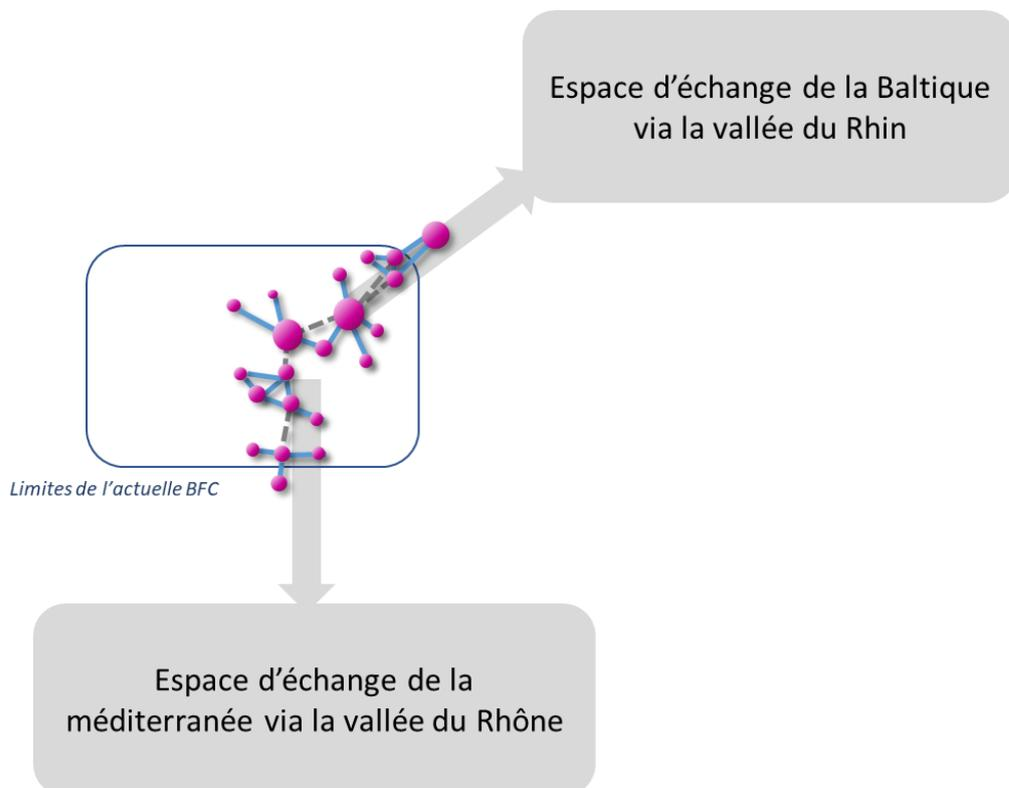 Espace d’échange de la Baltique
via la vallée du Rhin
Limites de l’actuelle BFC
Espace d’échange de la
méditerranée via la vallée du Rhône